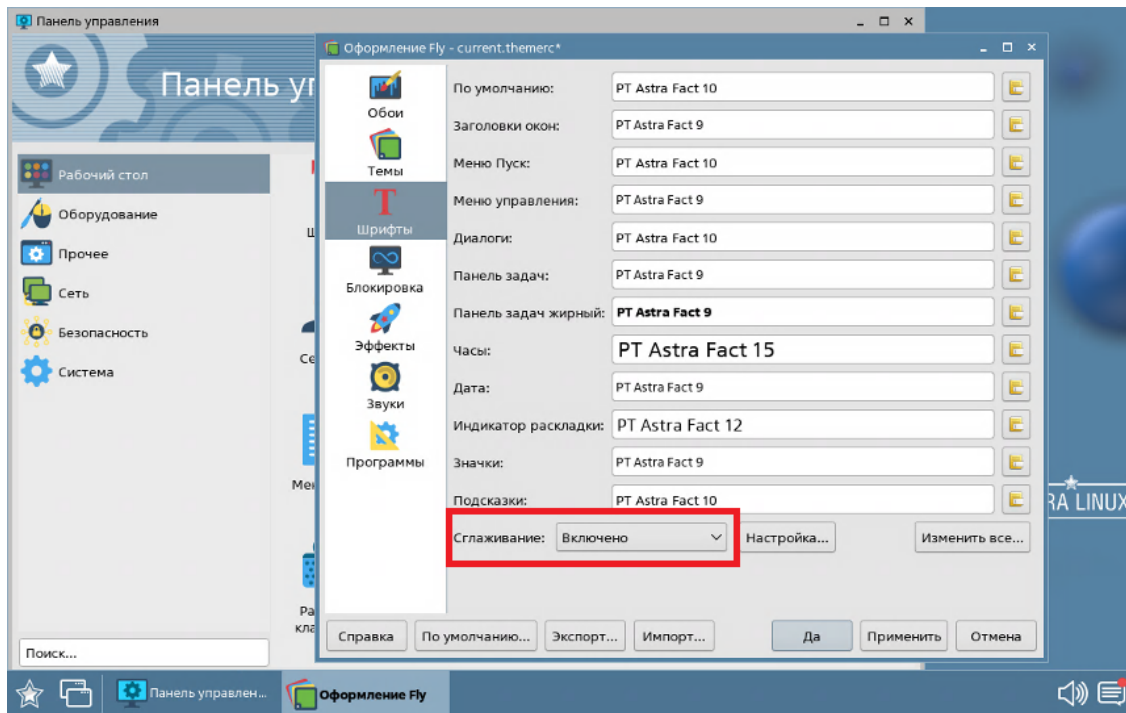 Панель управления
Оформление Fly - current.themerc*
Панель
Рабочий стол
Оборудование
Прочее
Сеть
Безопасность
Система
Поиск...
Обои
Темы
Шрифты
Блокировка
Эффекты
Звуки
Программы
По умолчанию: PT Astra Fact 10
Заголовки окон: PT Astra Fact 9
Меню Пуск: PT Astra Fact 10
Меню управления: PT Astra Fact 9
Диалоги: PT Astra Fact 10
Панель задач: PT Astra Fact 9
Панель задач жирный: PT Astra Fact 9
Часы: PT Astra Fact 15
Дата: PT Astra Fact 9
Индикатор раскладки: PT Astra Fact 12
Значки: PT Astra Fact 9
Подсказки: PT Astra Fact 10
Сглаживание: Включено Настройка... Изменить все...
Справка По умолчанию... Экспорт... Импорт... Да Применить Отмена
RA LINUX
Панель управлен... Оформление Fly